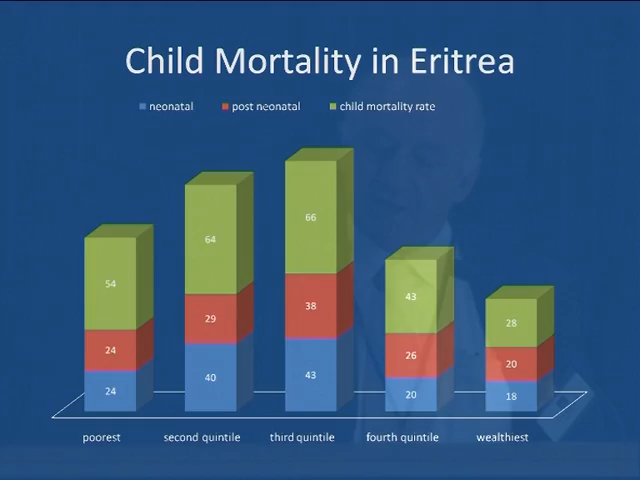 Child Mortality in Eritrea
neonatal post neonatal child mortality rate
54 64 66 43 28
24 29 38 26 20
24 40 43 20 18
poorest second quintile third quintile fourth quintile wealthiest